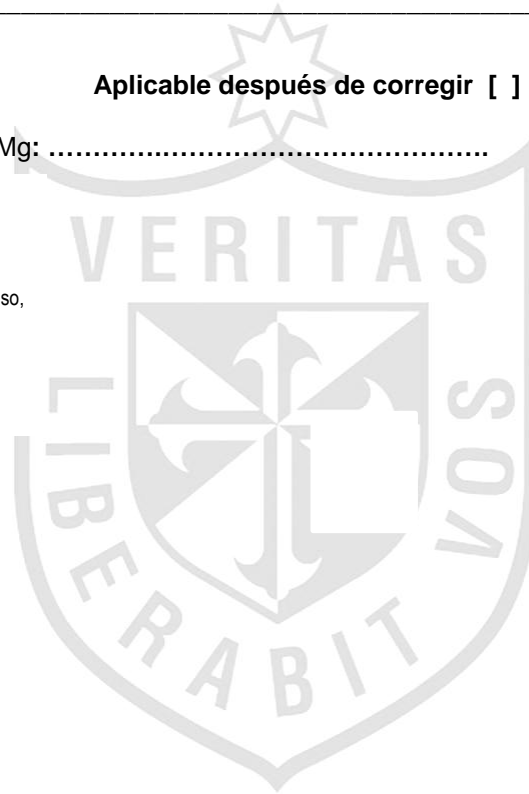 Aplicable después de corregir [ ]
Mg: ………….…………………………….
so,
VERITAS
LIBERABIT VOS